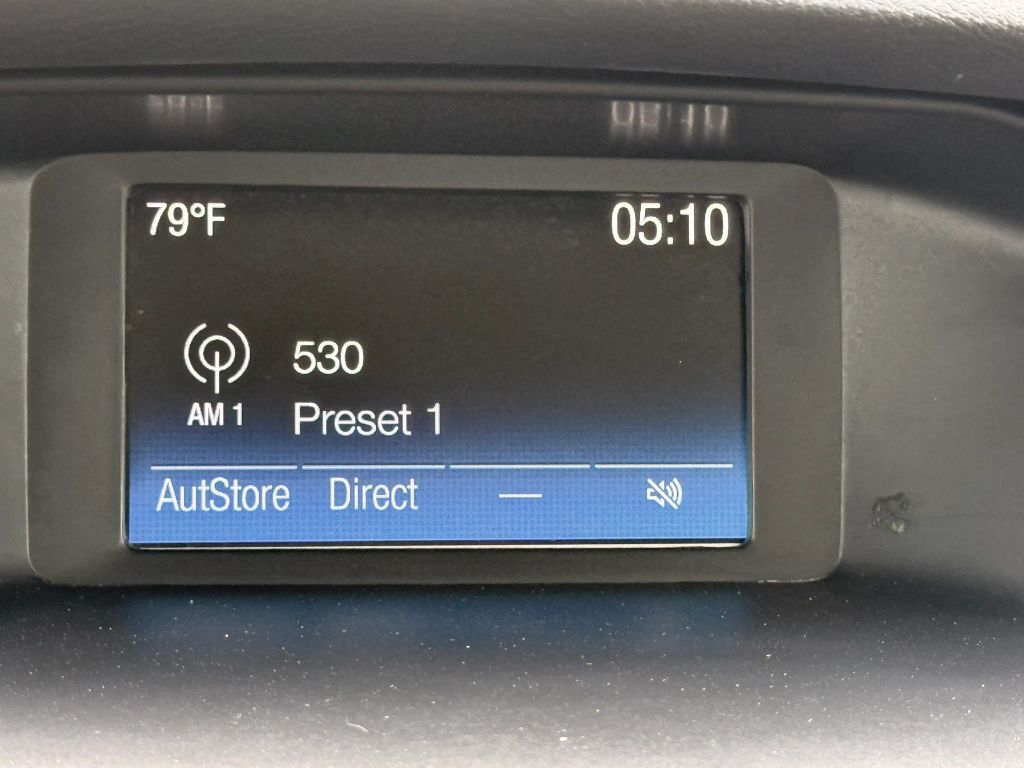 79°F 05:10
530
AM 1 Preset 1
AutStore Direct —